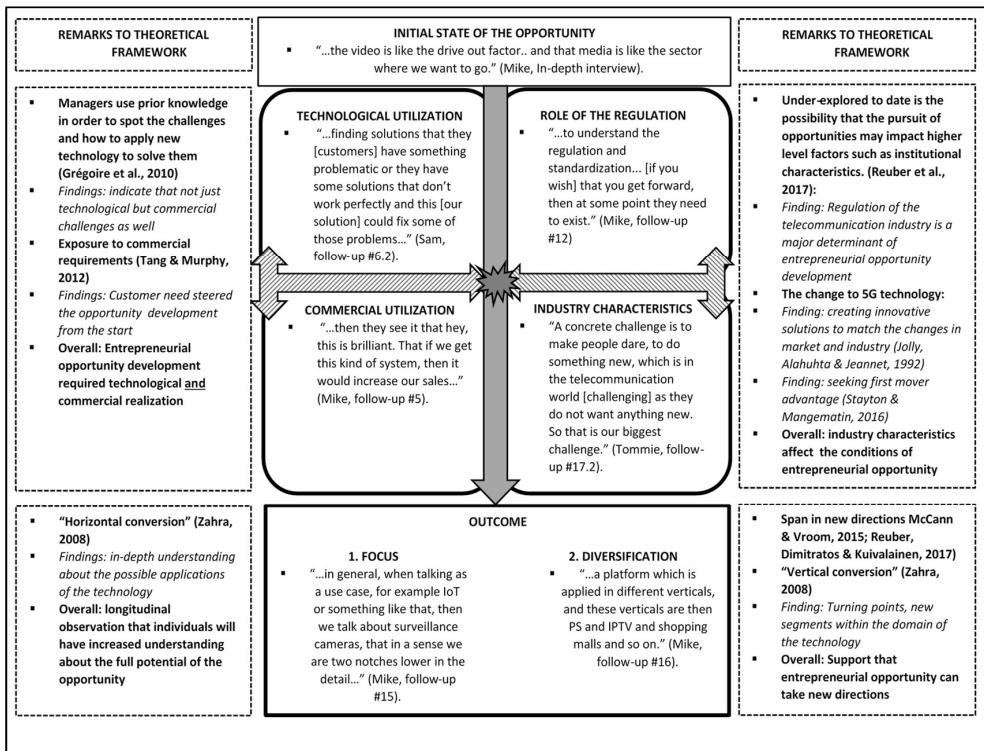 REMARKS TO THEORETICAL
FRAMEWORK
INITIAL STATE OF THE OPPORTUNITY
▪ “…the video is like the drive out factor.. and that media is like the sector
where we want to go.” (Mike, In-depth interview).
REMARKS TO THEORETICAL
FRAMEWORK
▪ Managers use prior knowledge
in order to spot the challenges
and how to apply new
technology to solve them
(Grégoire et al., 2010)
▪ Findings: indicate that not just
technological but commercial
challenges as well
▪ Exposure to commercial
requirements (Tang & Murphy,
2012)
▪ Findings: Customer need steered
the opportunity development
from the start
▪ Overall: Entrepreneurial
opportunity development
required technological and
commercial realization
TECHNOLOGICAL UTILIZATION
▪ “…finding solutions that they
[customers] have something
problematic or they have
some solutions that don’t
work perfectly and this [our
solution] could fix some of
those problems…” (Sam,
follow-up #6.2).
ROLE OF THE REGULATION
▪ “…to understand the
regulation and
standardization... [if you
wish] that you get forward,
then at some point they need
to exist.” (Mike, follow-up
#12)
COMMERCIAL UTILIZATION
▪ “…then they see it that hey,
this is brilliant. That if we get
this kind of system, then it
would increase our sales…”
(Mike, follow-up #5).
INDUSTRY CHARACTERISTICS
▪ “A concrete challenge is to
make people dare, to do
something new, which is in
the telecommunication
world [challenging] as they
do not want anything new.
So that is our biggest
challenge.” (Tommie, follow-
up #17.2).
▪ Under-explored to date is the
possibility that the pursuit of
opportunities may impact higher
level factors such as institutional
characteristics. (Reuber et al.,
2017):
▪ Finding: Regulation of the
telecommunication industry is a
major determinant of
entrepreneurial opportunity
development
▪ The change to 5G technology:
▪ Finding: creating innovative
solutions to match the changes in
market and industry (Jolly,
Alahuhta & Jeannet, 1992)
▪ Finding: seeking first mover
advantage (Stayton &
Mangematin, 2016)
▪ Overall: industry characteristics
affect the conditions of
entrepreneurial opportunity
▪ “Horizontal conversion” (Zahra,
2008)
▪ Findings: in-depth understanding
about the possible applications
of the technology
▪ Overall: longitudinal
observation that individuals will
have increased understanding
about the full potential of the
opportunity
OUTCOME
1. FOCUS
▪ “…in general, when talking as
a use case, for example IoT
or something like that, then
we talk about surveillance
cameras, that in a sense we
are two notches lower in the
detail…” (Mike, follow-up
#15).
2. DIVERSIFICATION
▪ “…a platform which is
applied in different verticals,
and these verticals are then
PS and IPTV and shopping
malls and so on.” (Mike,
follow-up #16).
▪ Span in new directions McCann
& Vroom, 2015; Reuber,
Dimitratos & Kuivalainen, 2017)
▪ “Vertical conversion” (Zahra,
2008)
▪ Finding: Turning points, new
segments within the domain of
the technology
▪ Overall: Support that
entrepreneurial opportunity can
take new directions